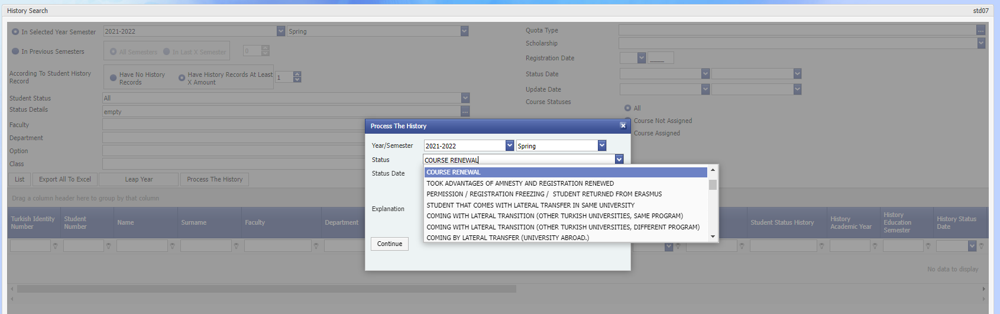 History Search
std07
In Selected Year Semester
2021-2022
Spring
Quota Type
...
Scholarship
In Previous Semesters
All Semesters
In Last X Semester
0
Registration Date
____
According To Student History
Record
Have No History
Records
Have History Records At Least
X Amount
1
Status Date
Update Date
Student Status
All
Course Statuses
Status Details
empty
...
All
Faculty
Course Not Assigned
Department
Course Assigned
Option
Class
List
Export All To Excel
Leap Year
Process The History
Process The History
Year/Semester
2021-2022
Spring
Status
COURSE RENEWAL
Status Date
COURSE RENEWAL
TOOK ADVANTAGES OF AMNESTY AND REGISTRATION RENEWED
PERMISSION / REGISTRATION FREEZING / STUDENT RETURNED FROM ERASMUS
STUDENT THAT COMES WITH LATERAL TRANSFER IN SAME UNIVERSITY
COMING WITH LATERAL TRANSITION (OTHER TURKISH UNIVERSITIES, SAME PROGRAM)
COMING WITH LATERAL TRANSITION (OTHER TURKISH UNIVERSITIES, DIFFERENT PROGRAM)
COMING BY LATERAL TRANSFER (UNIVERSITY ABROAD.)
Explanation
Continue
Drag a column header here to group by that column
Turkish Identity
Number
Student
Number
Name
Surname
Faculty
Department
Student Status History
History
Academic Year
History
Education
Semester
History Status
Date
No data to display